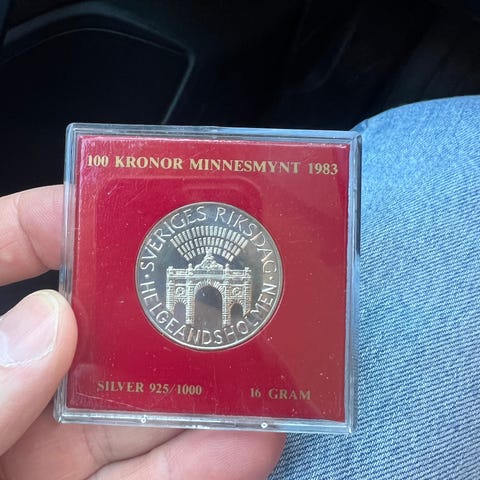 100 KRONOR MINNESMYNT 1983
SVERIGES RIKSDAG
HELGEANDSHOLMEN
SILVER 925/1000
16 GRAM